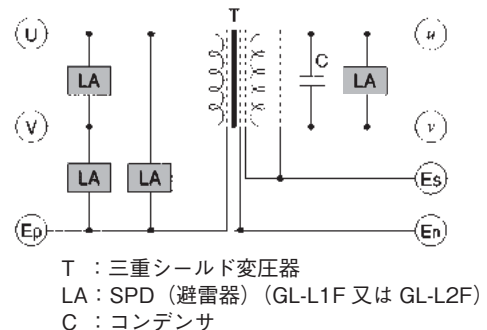 T
U
u
C
LA
LA
V
v
LA
LA
Es
Ep
En
T ：三重シールド変圧器
LA：SPD（避雷器）（GL-L1F 又は GL-L2F）
C ：コンデンサ